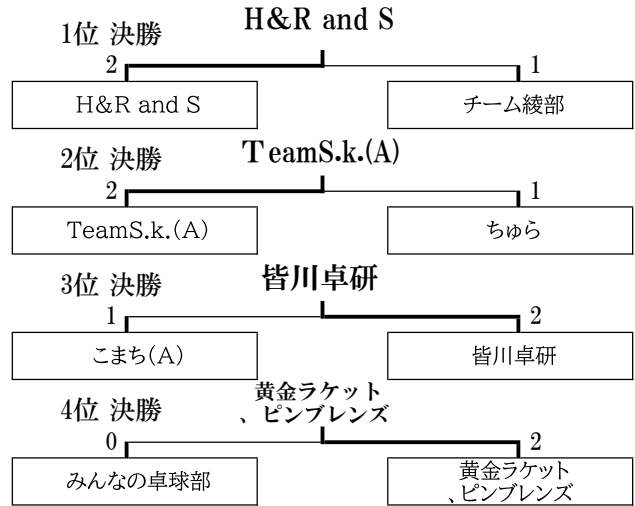 H&R and S
1位 決勝
2 1
H&R and S チーム綾部
TeamS.k.(A)
2位 決勝
2 1
TeamS.k.(A) ちゅら
皆川卓研
3位 決勝
1 2
こまち(A) 皆川卓研
黄金ラケット
、ピンブレンズ
4位 決勝
0 2
みんなの卓球部 黄金ラケット
、ピンブレンズ